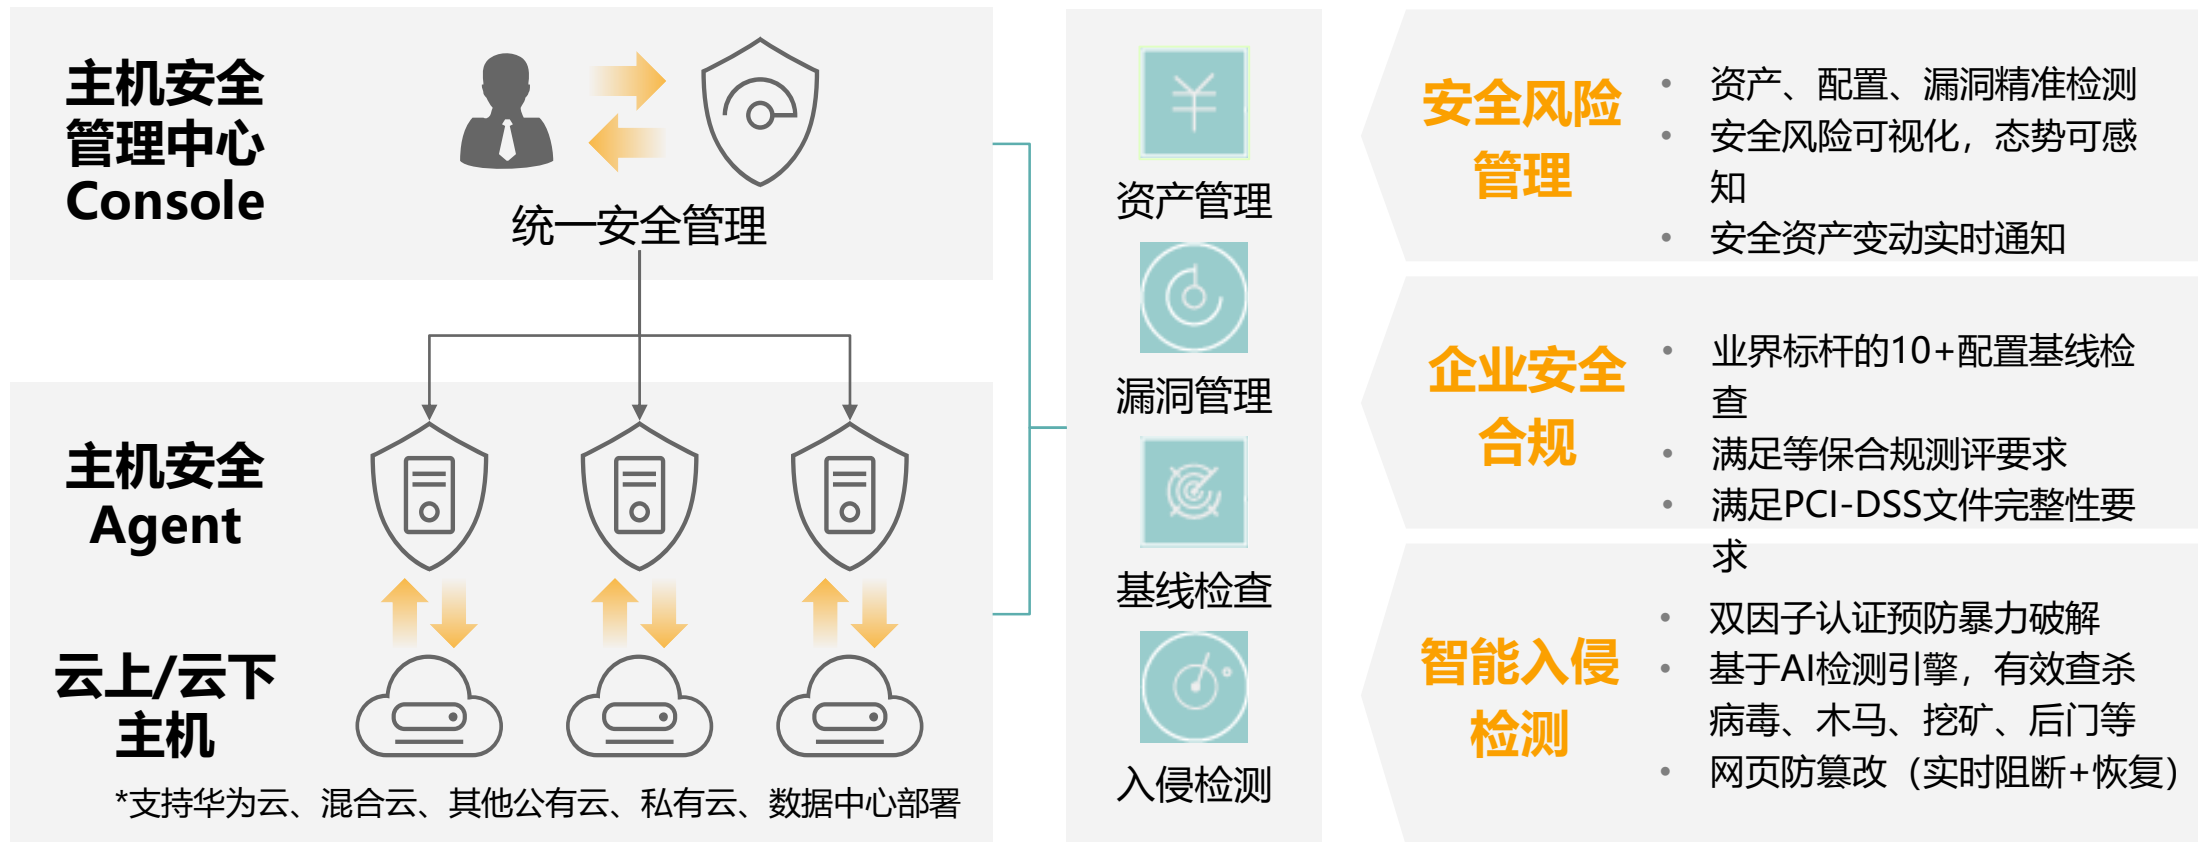 主机安全
管理中心
Console
统一安全管理
主机安全
Agent
云上/云下
主机
*支持华为云、混合云、其他公有云、私有云、数据中心部署
资产管理
漏洞管理
基线检查
入侵检测
安全风险
管理
• 资产、配置、漏洞精准检测
• 安全风险可视化，态势可感
知
• 安全资产变动实时通知
企业安全
合规
• 业界标杆的10+配置基线检
查
• 满足等保合规测评要求
• 满足PCI-DSS文件完整性要
求
智能入侵
检测
• 双因子认证预防暴力破解
• 基于AI检测引擎，有效查杀
病毒、木马、挖矿、后门等
• 网页防篡改（实时阻断+恢复）